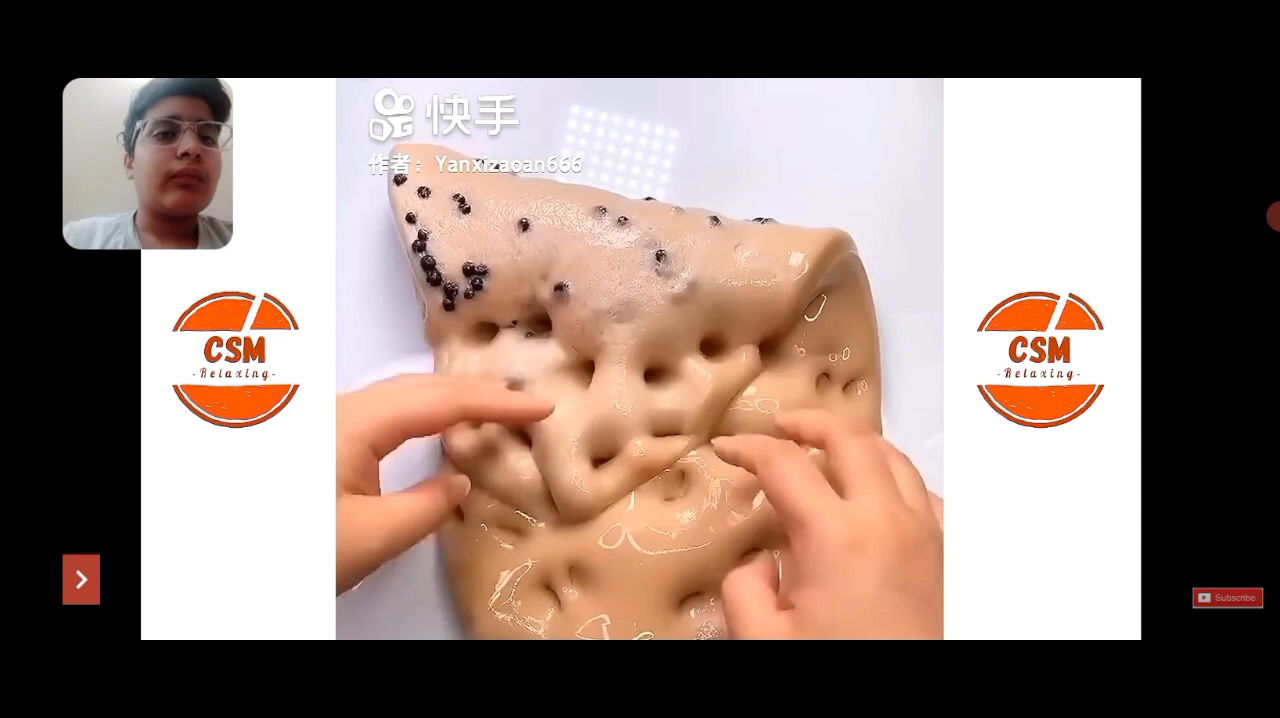 快手
作者：Yanxizaoan666
CSM
-Relaxing-
CSM
-Relaxing-
Subscribe